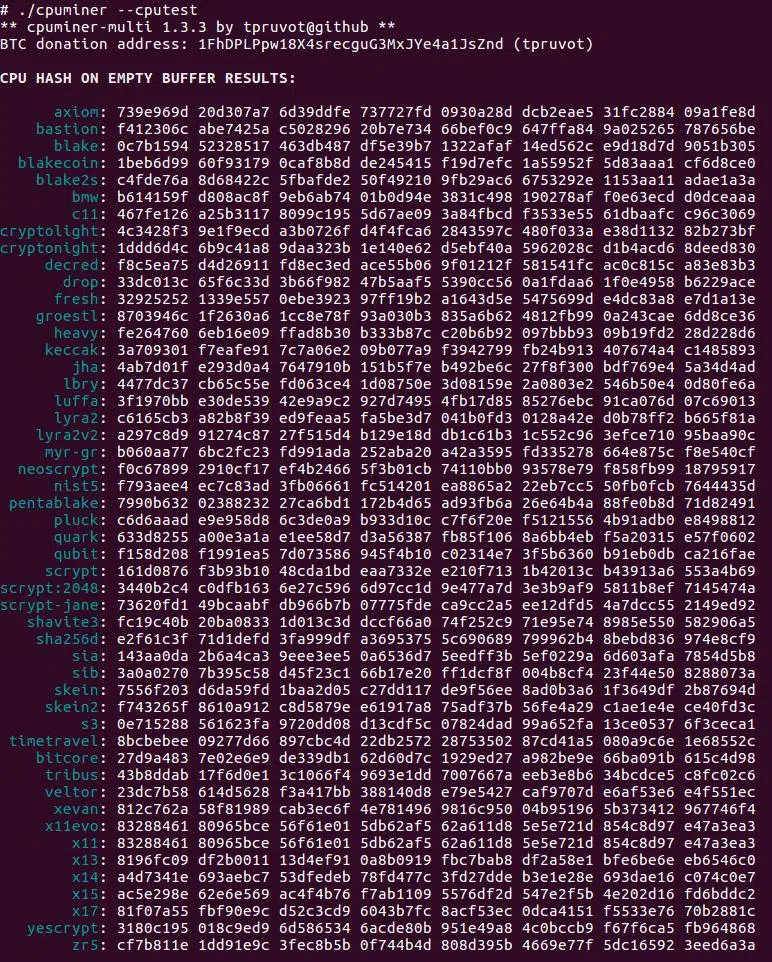 # ./cpuminer --cputest
** cpuminer-multi 1.3.3 by tpruvot@github **
BTC donation address: 1FhDPLPpw18X4srecguG3MxJYe4a1JsZnd (tpruvot)
CPU HASH ON EMPTY BUFFER RESULTS:
axiom: 739e969d 20d307a7 6d39ddfe 737727fd 0930a28d dcb2eae5 31fc2884 09a1fe8d
bastion: f412306c abe7425a c5028296 20b7e734 66bef0c9 647ffa84 9a025265 787656be
blake: 0c7b1594 52328517 463db487 df5e39b7 1322afaf 14ed562c e9d18d7d 9051b305
blakecoin: 1beb6d99 60f93179 0caf8b8d de245415 f19d7efc 1a55952f 5d83aaa1 cf6d8ce0
blake2s: c4fde76a 8d68422c 5fbafde2 50f49210 9fb29ac6 6753292e 1153aa11 adae1a3a
bmw: b614159f d808ac8f 9eb6ab74 01b0d94e 3831c498 190278af f0e63ecd d0dceaaa
c11: 467fe126 a25b3117 8099c195 5d67ae09 3a84fbcd f3533e55 61dbaafc c96c3069
cryptolight: 4c3428f3 9e1f9ecd a3b0726f d4f4fca6 2843597c 480f033a e38d1132 82b273bf
cryptonight: 1ddd6d4c 6b9c41a8 9daa323b 1e140e62 d5ebf40a 5962028c d1b4acd6 8deed830
decred: f8c5ea75 d4d26911 fd8ec3ed ace55b06 9f01212f 581541fc ac0c815c a83e83b3
drop: 33dc013c 65f6c33d 3b66f982 47b5aaf5 5390cc56 0a1fdaa6 1f0e4958 b6229ace
fresh: 32925252 1339e557 0ebe3923 97ff19b2 a1643d5e 5475699d e4dc83a8 e7d1a13e
groestl: 8703946c 1f2630a6 1cc8e78f 93a030b3 835a6b62 4812fb99 0a243cae 6dd8ce36
heavy: fe264760 6eb16e09 ffad8b30 b333b87c c20b6b92 097bbb93 09b19fd2 28d228d6
keccak: 3a709301 f7eafe91 7c7a06e2 09b077a9 f3942799 fb24b913 407674a4 c1485893
jha: 4ab7d01f e293d0a4 7647910b 151b5f7e b492be6c 27f8f300 bdf769e4 5a34d4ad
lbry: 4477dc37 cb65c55e fd063ce4 1d08750e 3d08159e 2a0803e2 546b50e4 0d80fe6a
luffa: 3f1970bb e30de539 42e9a9c2 927d7495 4fb17d85 85276ebc 91ca076d 07c69013
lyra2: c6165cb3 a82b8f39 ed9feaa5 fa5be3d7 041b0fd3 0128a42e d0b78ff2 b665f81a
lyra2v2: a297c8d9 91274c87 27f515d4 b129e18d db1c61b3 1c552c96 3efce710 95baa90c
myr-gr: b060aa77 6bc2fc23 fd991ada 252aba20 a42a3595 fd335278 664e875c f8e540cf
neoscrypt: f0c67899 2910cf17 ef4b2466 5f3b01cb 74110bb0 93578e79 f858fb99 18795917
nist5: f793aee4 ec7c83ad 3fb06661 fc514201 ea8865a2 22eb7cc5 50fb0fcb 7644435d
pentablake: 7990b632 02388232 27ca6bd1 172b4d65 ad93fb6a 26e64b4a 88fe0b8d 71d82491
pluck: c6d6aaad e9e958d8 6c3de0a9 b933d10c c7f6f20e f5121556 4b91adb0 e8498812
quark: 633d8255 a00e3a1a e1ee58d7 d3a56387 fb85f106 8a6bb4eb f5a20315 e57f0602
qubit: f158d208 f1991ea5 7d073586 945f4b10 c02314e7 3f5b6360 b91eb0db ca216fae
scrypt: 161d0876 f3b93b10 48cda1bd eaa7332e e210f713 1b42013c b43913a6 553a4b69
scrypt:2048: 3440b2c4 c0dfb163 6e27c596 6d97cc1d 9e477a7d 3e3b9af9 5811b8ef 7145474a
scrypt-jane: 73620fd1 49bcaabf db966b7b 07775fde ca9cc2a5 ee12dfd5 4a7dcc55 2149ed92
shavite3: fc19c40b 20ba0833 1d013c3d dccf66a0 74f252c9 71e95e74 8985e550 582906a5
sha256d: e2f61c3f 71d1defd 3fa999df a3695375 5c690689 799962b4 8bebd836 974e8cf9
sia: 143aa0da 2b6a4ca3 9eee3ee5 0a6536d7 5eedff3b 5ef0229a 6d603afa 7854d5b8
sib: 3a0a0270 7b395c58 d45f23c1 66b17e20 ff1dcf8f 004b8cf4 23f44e50 8288073a
skein: 7556f203 d6da59fd 1baa2d05 c27dd117 de9f56ee 8ad0b3a6 1f3649df 2b87694d
skein2: f743265f 8610a912 c8d5879e e61917a8 75adf37b 56fe4a29 c1ae1e4e ce40fd3c
s3: 0e715288 561623fa 9720dd08 d13cdf5c 07824dad 99a652fa 13ce0537 6f3ceca1
timetravel: 8bcbebee 09277d66 897cbc4d 22db2572 28753502 87cd41a5 080a9c6e 1e68552c
bitcore: 27d9a483 7e02e6e9 de339db1 62d60d7c 1929ed27 a982be9e 66ba091b 615c4d98
tribus: 43b8ddab 17f6d0e1 3c1066f4 9693e1dd 7007667a eeb3e8b6 34bcdce5 c8fc02c6
veltor: 23dc7b58 614d5628 f3a417bb 388140d8 e79e5427 caf9707d e6af53e6 e4f551ec
xevan: 812c762a 58f81989 cab3ec6f 4e781496 9816c950 04b95196 5b373412 967746f4
x11evo: 83288461 80965bce 56f61e01 5db62af5 62a611d8 5e5e721d 854c8d97 e47a3ea3
x11: 83288461 80965bce 56f61e01 5db62af5 62a611d8 5e5e721d 854c8d97 e47a3ea3
x13: 8196fc09 df2b0011 13d4ef91 0a8b0919 fbc7bab8 df2a58e1 bfe6be6e eb6546c0
x14: a4d7341e 693aebc7 53dfedeb 78fd477c 3fd27dde b3e1e28e 693dae16 c074c0e7
x15: ac5e298e 62e6e569 ac4f4b76 f7ab1109 5576df2d 547e2f5b 4e202d16 fd6bddc2
x17: 81f07a55 fbf90e9c d52c3cd9 6043b7fc 8acf53ec 0dca4151 f5533e76 70b2881c
yescrypt: 3180c195 018c9ed9 6d586534 6acde80b 951e49a8 4c0bccb9 f67f6ca5 fb964868
zr5: cf7b811e 1dd91e9c 3fec8b5b 0f744b4d 808d395b 4669e77f 5dc16592 3eed6a3a